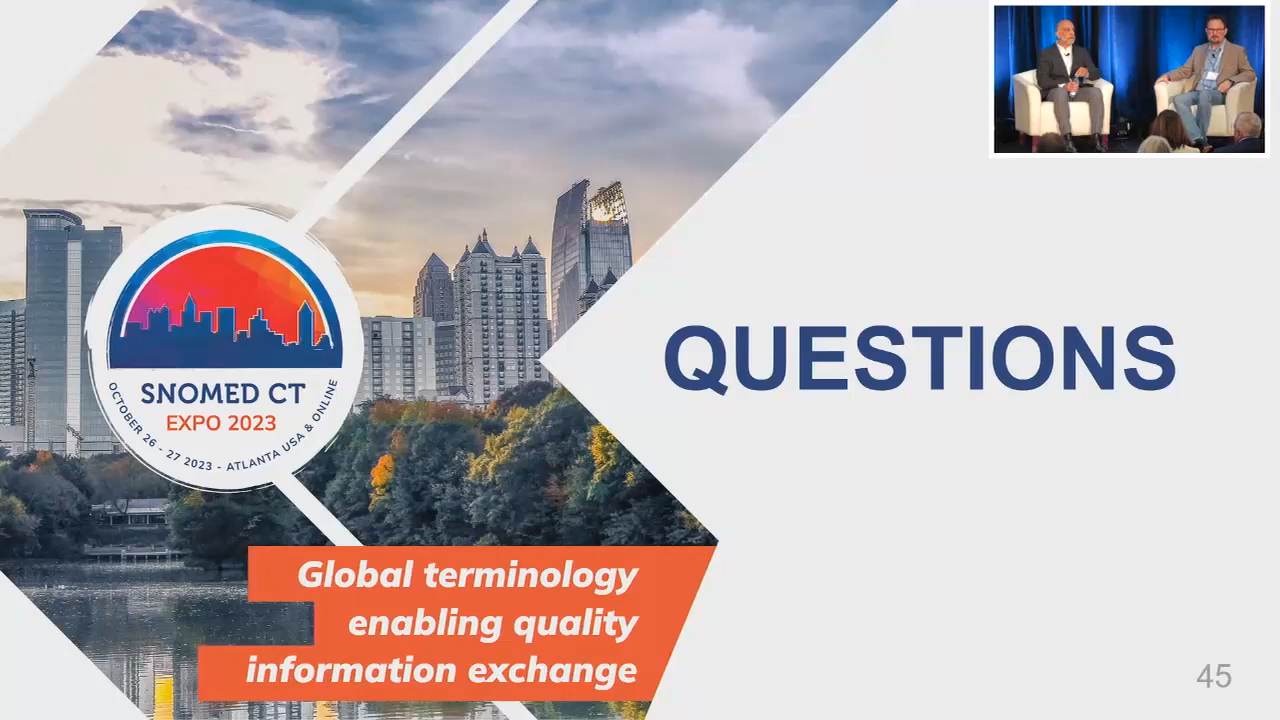 QUESTIONS
SNOMED CT
EXPO 2023
OCTOBER 26 - 27 2023 - ATLANTA USA & ONLINE
Global terminology
enabling quality
information exchange
45